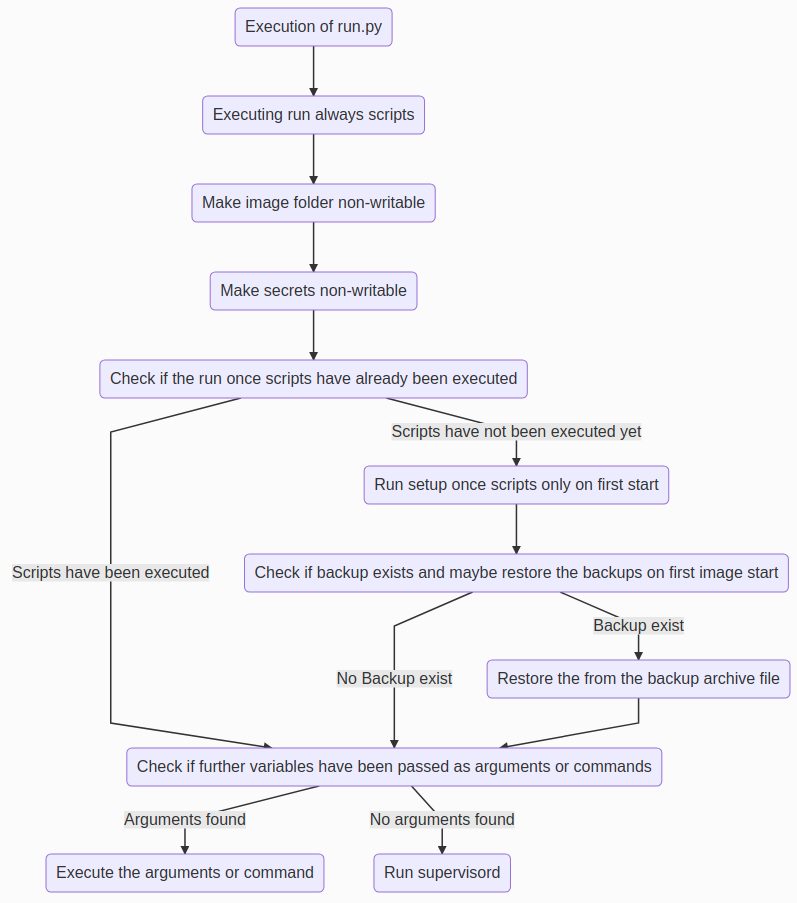 Execution of run.py
Executing run always scripts
Make image folder non-writable
Make secrets non-writable
Check if the run once scripts have already been executed
Scripts have not been executed yet
Run setup once scripts only on first start
Scripts have been executed
Check if backup exists and maybe restore the backups on first image start
Backup exist
No Backup exist
Restore the from the backup archive file
Check if further variables have been passed as arguments or commands
Arguments found
No arguments found
Execute the arguments or command
Run supervisord